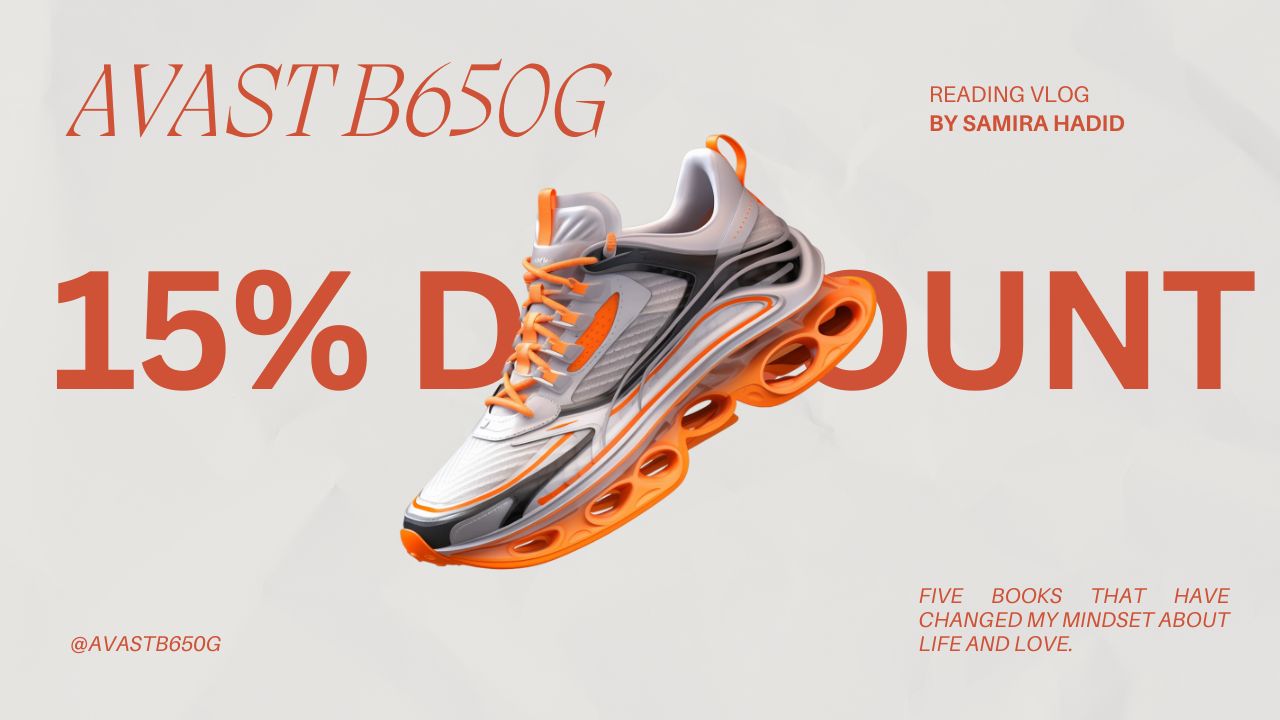 AVAST B650G
READING VLOG
BY SAMIRA HADID
15% D OUNT
@AVASTB650G
FIVE BOOKS THAT HAVE
CHANGED MY MINDSET ABOUT
LIFE AND LOVE.